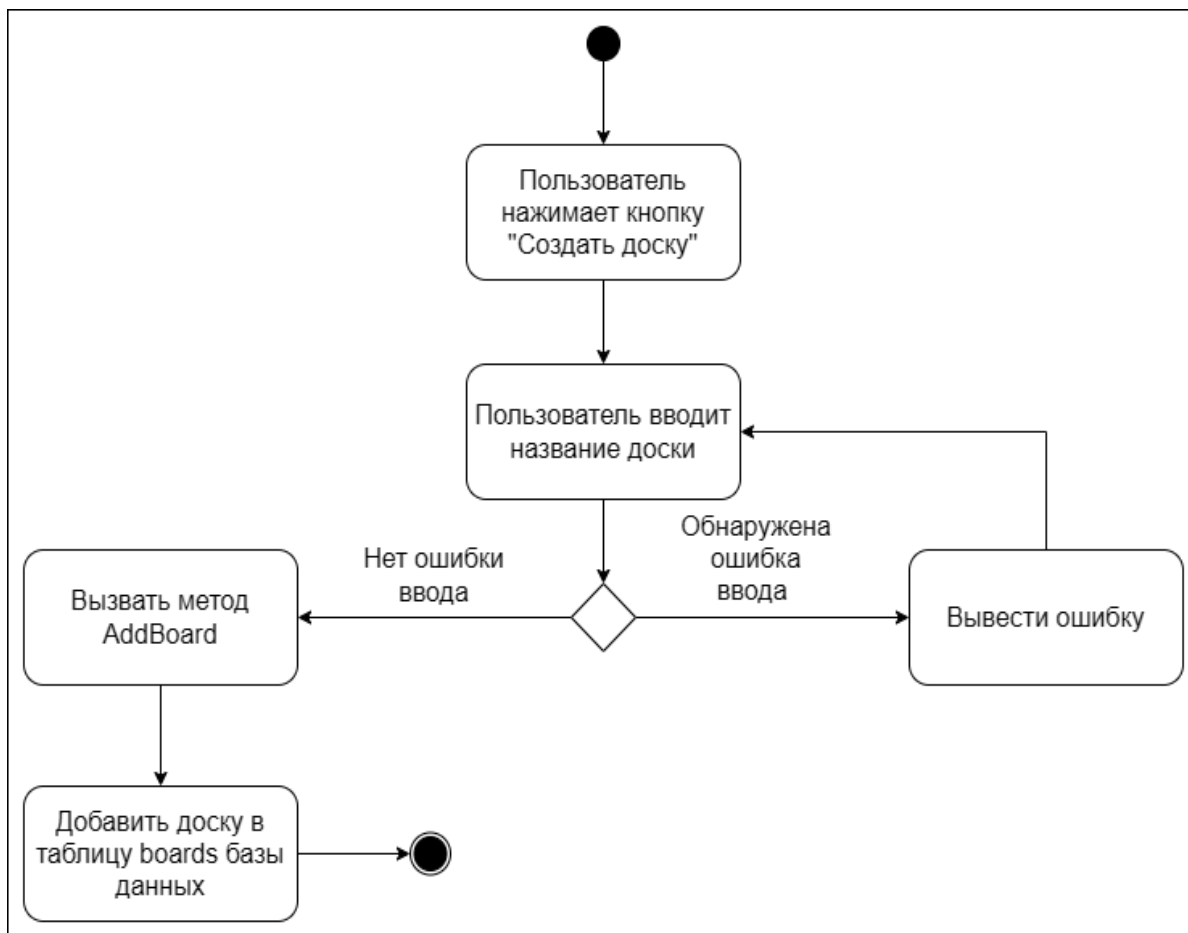 Пользователь
нажимает кнопку
"Создать доску"
Пользователь вводит
название доски
Нет ошибки
ввода
Обнаружена
ошибка
ввода
Вызвать метод
AddBoard
Вывести ошибку
Добавить доску в
таблицу boards базы
данных